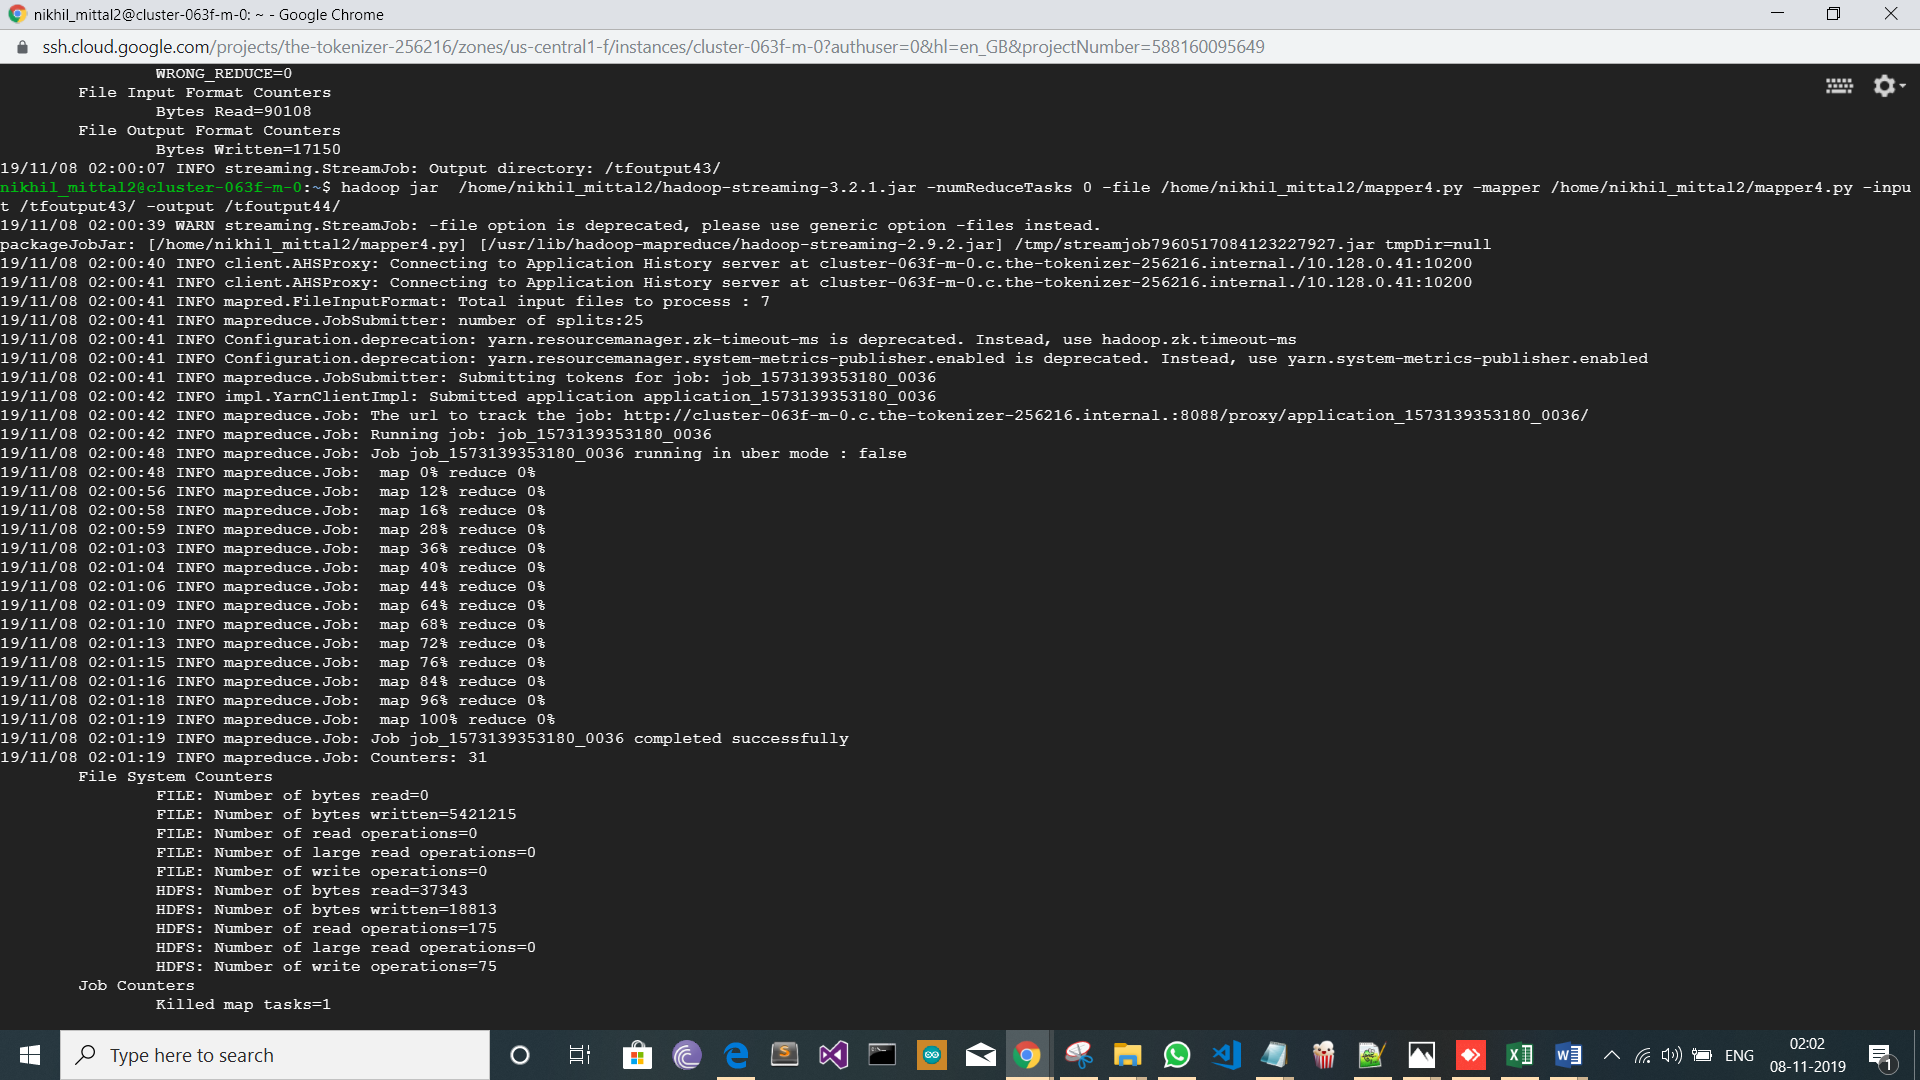 nikhil_mittal2@cluster-063f-m-0: ~ - Google Chrome
ssh.cloud.google.com/projects/the-tokenizer-256216/zones/us-central1-f/instances/cluster-063f-m-0?authuser=0&hl=en_GB&projectNumber=588160095649
WRONG_REDUCE=0
File Input Format Counters
Bytes Read=90108
File Output Format Counters
Bytes Written=17150
19/11/08 02:00:07 INFO streaming.StreamJob: Output directory: /tfoutput43/
nikhil_mittal2@cluster-063f-m-0:~$ hadoop jar  /home/nikhil_mittal2/hadoop-streaming-3.2.1.jar -numReduceTasks 0 -file /home/nikhil_mittal2/mapper4.py -mapper /home/nikhil_mittal2/mapper4.py -inpu
t /tfoutput43/ -output /tfoutput44/
19/11/08 02:00:39 WARN streaming.StreamJob: -file option is deprecated, please use generic option -files instead.
packageJobJar: [/home/nikhil_mittal2/mapper4.py] [/usr/lib/hadoop-mapreduce/hadoop-streaming-2.9.2.jar] /tmp/streamjob7960517084123227927.jar tmpDir=null
19/11/08 02:00:40 INFO client.AHSProxy: Connecting to Application History server at cluster-063f-m-0.c.the-tokenizer-256216.internal./10.128.0.41:10200
19/11/08 02:00:41 INFO client.AHSProxy: Connecting to Application History server at cluster-063f-m-0.c.the-tokenizer-256216.internal./10.128.0.41:10200
19/11/08 02:00:41 INFO mapred.FileInputFormat: Total input files to process : 7
19/11/08 02:00:41 INFO mapreduce.JobSubmitter: number of splits:25
19/11/08 02:00:41 INFO Configuration.deprecation: yarn.resourcemanager.zk-timeout-ms is deprecated. Instead, use hadoop.zk.timeout-ms
19/11/08 02:00:41 INFO Configuration.deprecation: yarn.resourcemanager.system-metrics-publisher.enabled is deprecated. Instead, use yarn.system-metrics-publisher.enabled
19/11/08 02:00:41 INFO mapreduce.JobSubmitter: Submitting tokens for job: job_1573139353180_0036
19/11/08 02:00:42 INFO impl.YarnClientImpl: Submitted application application_1573139353180_0036
19/11/08 02:00:42 INFO mapreduce.Job: The url to track the job: http://cluster-063f-m-0.c.the-tokenizer-256216.internal.:8088/proxy/application_1573139353180_0036/
19/11/08 02:00:42 INFO mapreduce.Job: Running job: job_1573139353180_0036
19/11/08 02:00:48 INFO mapreduce.Job: Job job_1573139353180_0036 running in uber mode : false
19/11/08 02:00:48 INFO mapreduce.Job:  map 0% reduce 0%
19/11/08 02:00:56 INFO mapreduce.Job:  map 12% reduce 0%
19/11/08 02:00:58 INFO mapreduce.Job:  map 16% reduce 0%
19/11/08 02:00:59 INFO mapreduce.Job:  map 28% reduce 0%
19/11/08 02:01:03 INFO mapreduce.Job:  map 36% reduce 0%
19/11/08 02:01:04 INFO mapreduce.Job:  map 40% reduce 0%
19/11/08 02:01:06 INFO mapreduce.Job:  map 44% reduce 0%
19/11/08 02:01:09 INFO mapreduce.Job:  map 64% reduce 0%
19/11/08 02:01:10 INFO mapreduce.Job:  map 68% reduce 0%
19/11/08 02:01:13 INFO mapreduce.Job:  map 72% reduce 0%
19/11/08 02:01:15 INFO mapreduce.Job:  map 76% reduce 0%
19/11/08 02:01:16 INFO mapreduce.Job:  map 84% reduce 0%
19/11/08 02:01:18 INFO mapreduce.Job:  map 96% reduce 0%
19/11/08 02:01:19 INFO mapreduce.Job:  map 100% reduce 0%
19/11/08 02:01:19 INFO mapreduce.Job: Job job_1573139353180_0036 completed successfully
19/11/08 02:01:19 INFO mapreduce.Job: Counters: 31
File System Counters
FILE: Number of bytes read=0
FILE: Number of bytes written=5421215
FILE: Number of read operations=0
FILE: Number of large read operations=0
FILE: Number of write operations=0
HDFS: Number of bytes read=37343
HDFS: Number of bytes written=18813
HDFS: Number of read operations=175
HDFS: Number of large read operations=0
HDFS: Number of write operations=75
Job Counters
Killed map tasks=1
Type here to search
ENG
02:02
08-11-2019
1